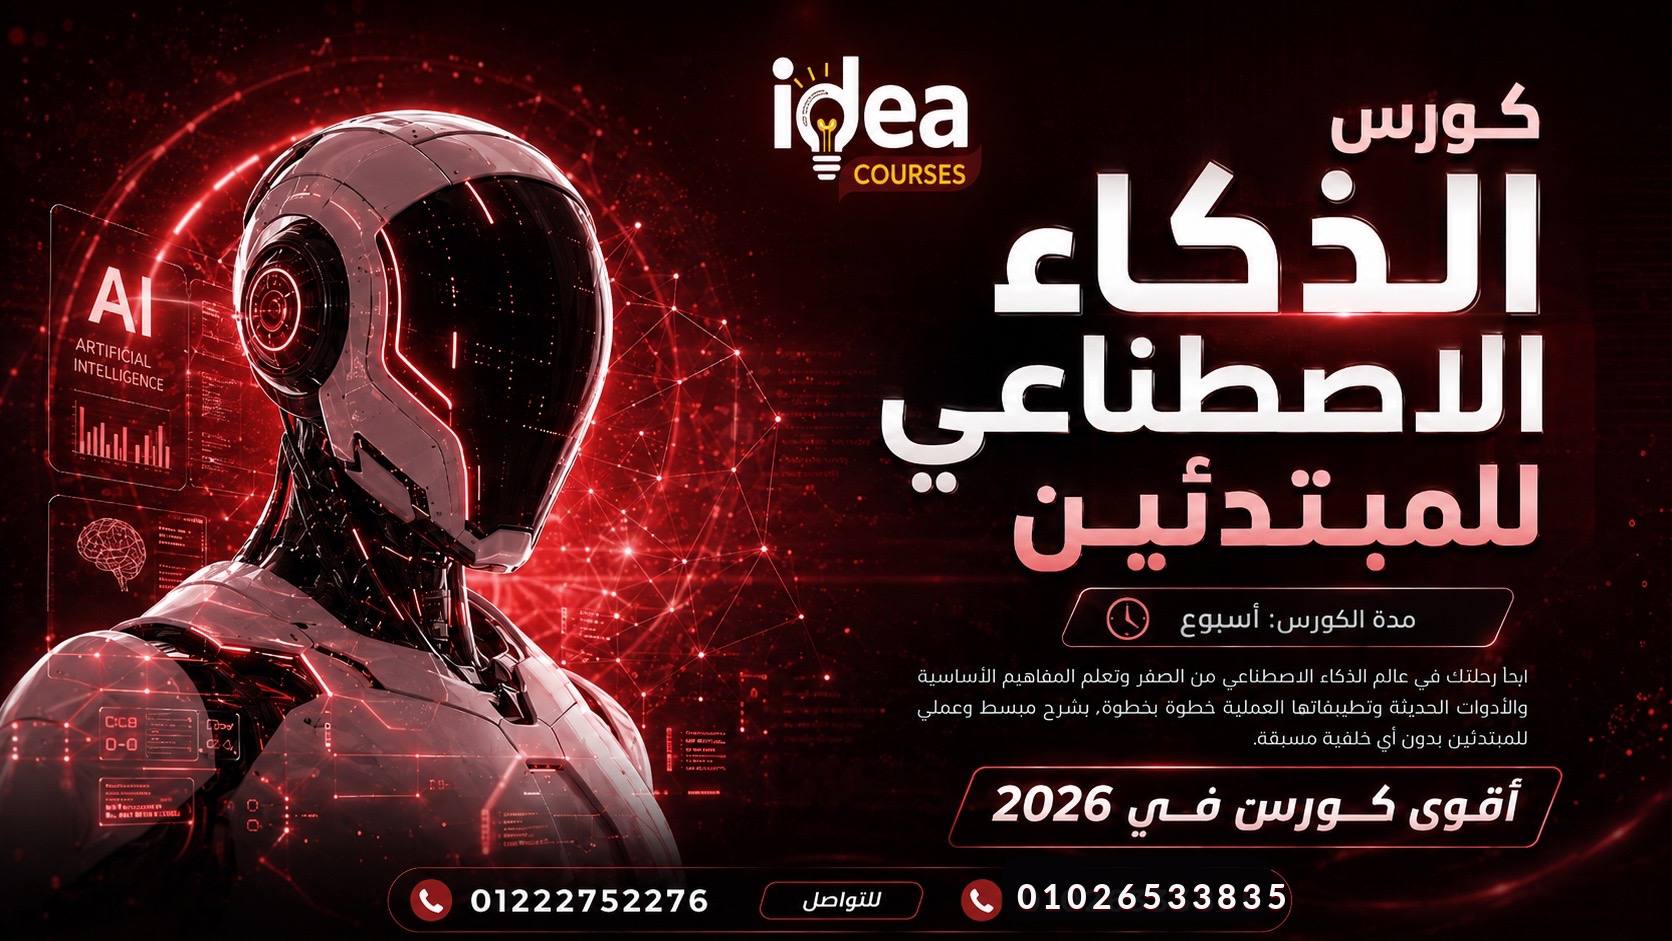 idea
COURSES
كورس
الذكاء
الاصطناعي
للمبتدئين
مدة الكورس: أسبوع
ابدأ رحلتك في عالم الذكاء الاصطناعي من الصفر وتعلم المفاهيم الأساسية
والأدوات الحديثة وتطبيقاتها العملية خطوة بخطوة, بشرح مبسط وعملي
للمبتدئين بدون أي خلفية مسبقة.
أقوى كورس في 2026
01026533835
للتواصل
01222752276
AI
ARTIFICIAL
INTELLIGENCE